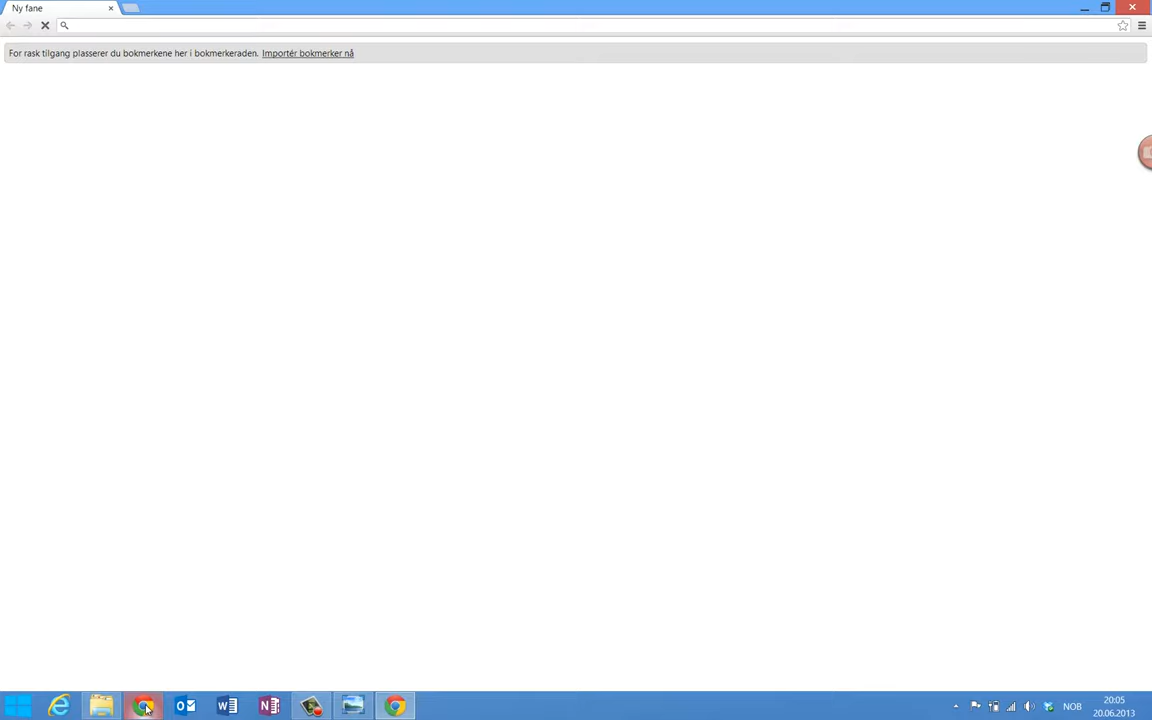 Ny fane
For rask tilgang plasserer du bokmerkene her i bokmerkeraden. Importér bokmerker nå
NOB
20:05
20.06.2013